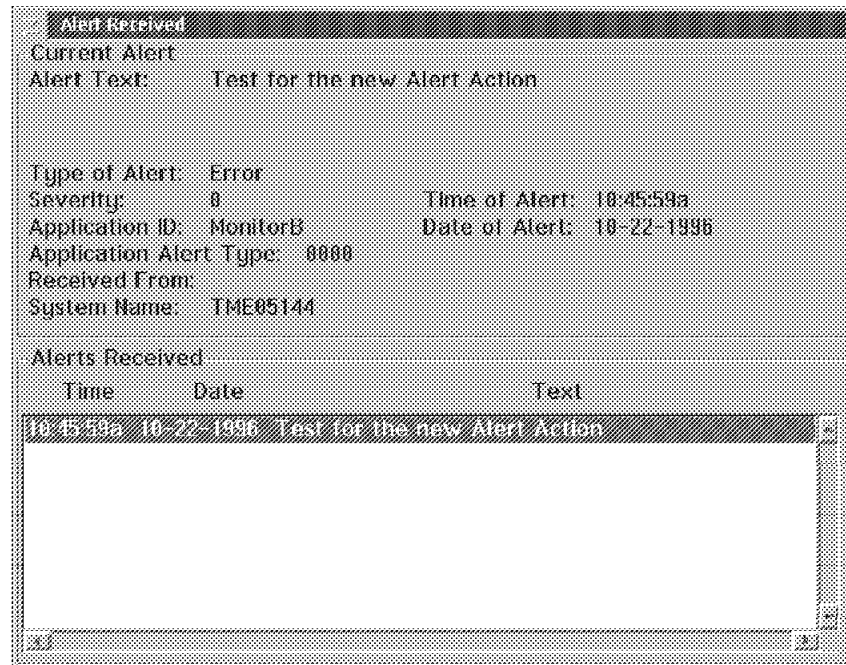 Alert Received
Current Alert
Alert Text: Test for the new Alert Action
Type of Alert: Error
Severity: 0 Time of Alert: 10:45:59a
Application ID: MonitorB Date of Alert: 10-22-1996
Application Alert Type: 0000
Received From:
System Name: TME05144
Alerts Received
Time Date Text
10:45:59a 10-22-1996 Test for the new Alert Action